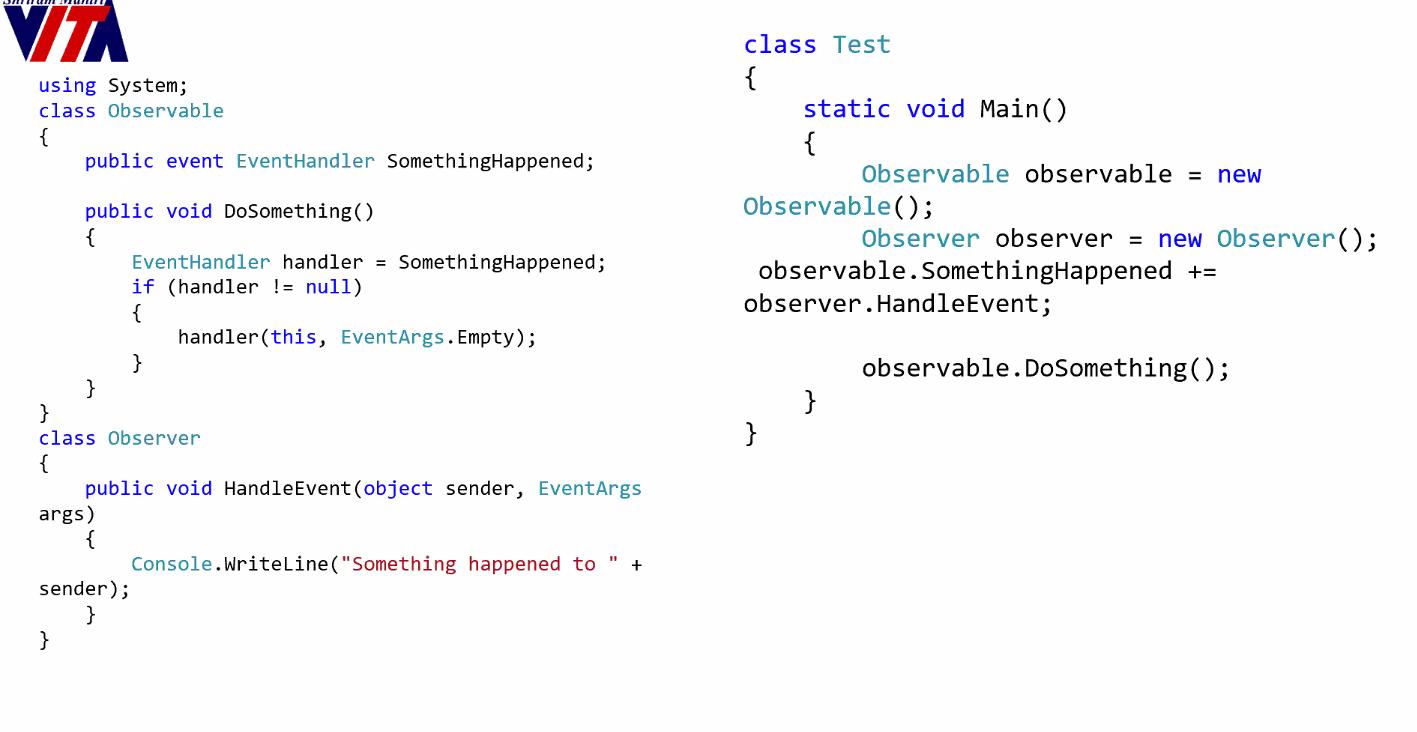 Shriram Mantri
VITA
using System;
class Observable
{
    public event EventHandler SomethingHappened;

    public void DoSomething()
    {
        EventHandler handler = SomethingHappened;
        if (handler != null)
        {
            handler(this, EventArgs.Empty);
        }
    }
}
class Observer
{
    public void HandleEvent(object sender, EventArgs
args)
    {
        Console.WriteLine("Something happened to " +
sender);
    }
}
class Test
{
    static void Main()
    {
        Observable observable = new
Observable();
        Observer observer = new Observer();
 observable.SomethingHappened +=
observer.HandleEvent;

        observable.DoSomething();
    }
}